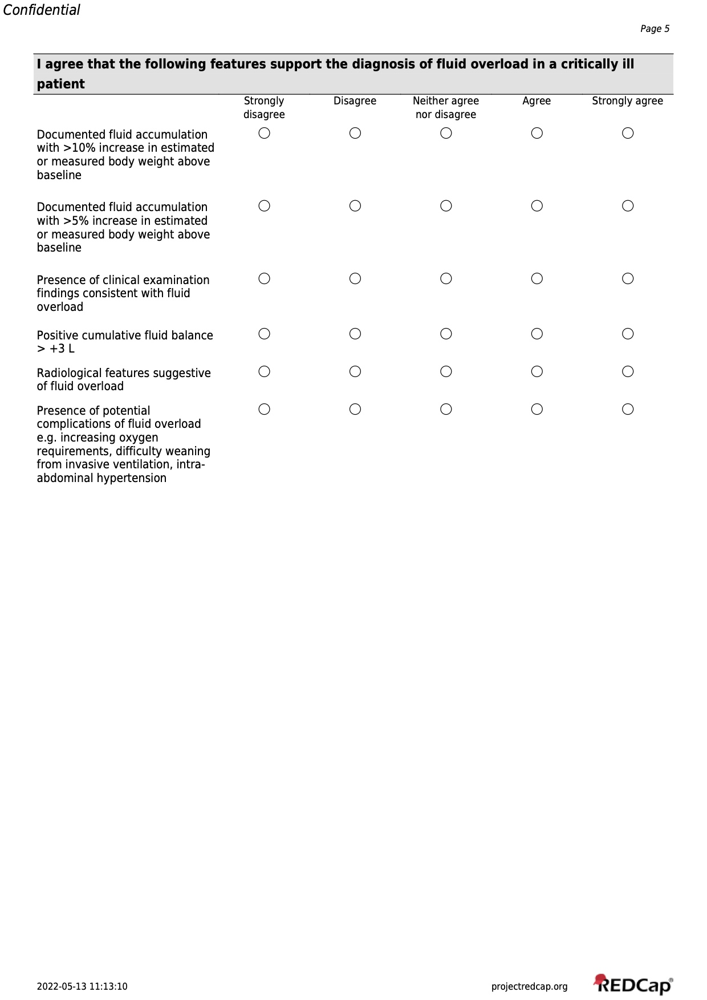 Confidential
Page 5
I agree that the following features support the diagnosis of fluid overload in a critically ill
patient
Strongly disagree Disagree Neither agree nor disagree Agree Strongly agree
Documented fluid accumulation
with >10% increase in estimated
or measured body weight above
baseline
Documented fluid accumulation
with >5% increase in estimated
or measured body weight above
baseline
Presence of clinical examination
findings consistent with fluid
overload
Positive cumulative fluid balance
> +3 L
Radiological features suggestive
of fluid overload
Presence of potential
complications of fluid overload
e.g. increasing oxygen
requirements, difficulty weaning
from invasive ventilation, intra-
abdominal hypertension
2022-05-13 11:13:10 projectredcap.org REDCap®